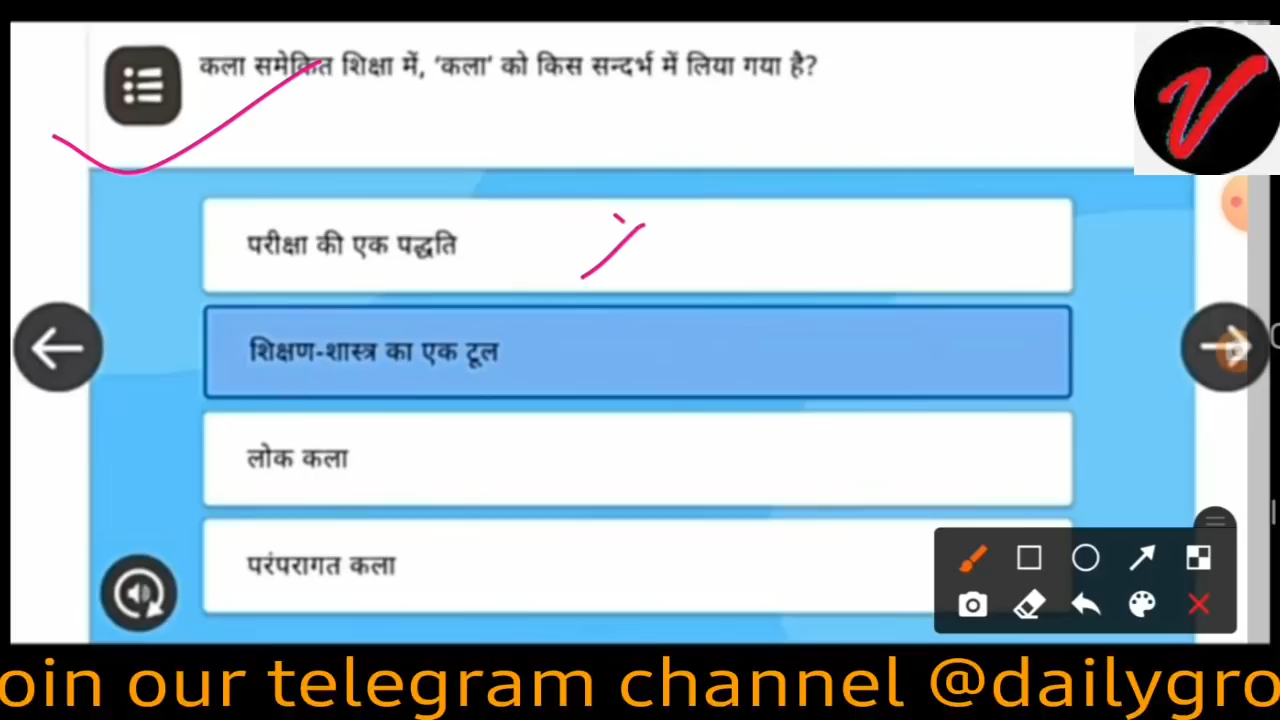 कला समेकित शिक्षा में, ‘कला’ को किस सन्दर्भ में लिया गया है?
V
परीक्षा की एक पद्धति
शिक्षण-शास्त्र का एक टूल
लोक कला
परंपरागत कला
oin our telegram channel @dailygro